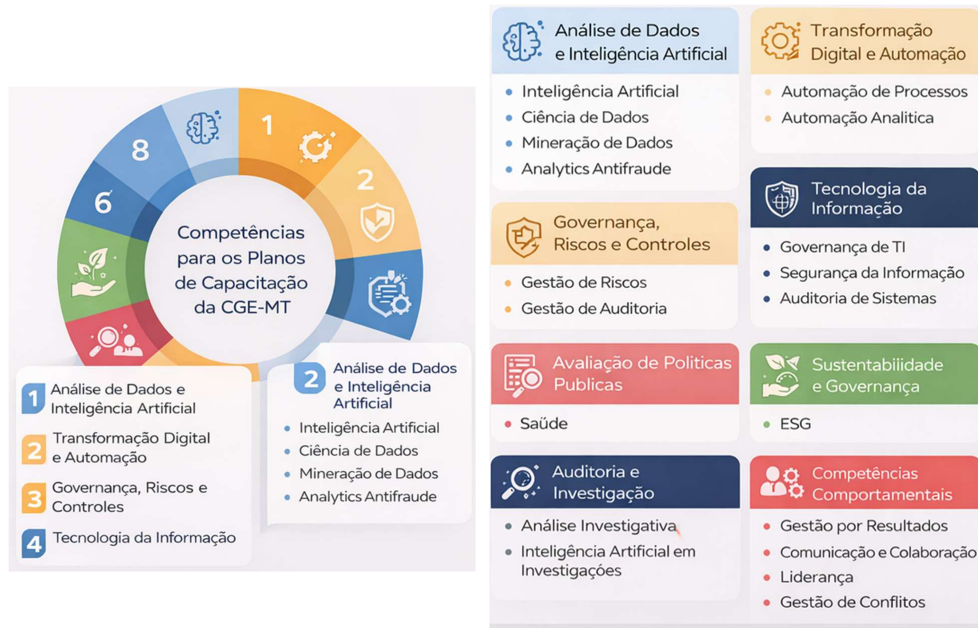 8
1
2
6
Competências
para os Planos
de Capacitação
da CGE-MT
1
Análise de Dados e
Inteligência Artificial
2
Transformação Digital
e Automação
3
Governança, Riscos e
Controles
4
Tecnologia da Informação
2
Análise de Dados
e Inteligência
Artificial
• Inteligência Artificial
• Ciência de Dados
• Mineração de Dados
• Analytics Antifraude
Análise de Dados
e Inteligência Artificial
• Inteligência Artificial
• Ciência de Dados
• Mineração de Dados
• Analytics Antifraude
Transformação
Digital e Automação
• Automação de Processos
• Automação Analitica
Governança,
Riscos e Controles
• Gestão de Riscos
• Gestão de Auditoria
Tecnologia da
Informação
• Governança de TI
• Segurança da Informação
• Auditoria de Sistemas
Avaliação de Politicas
Publicas
• Saúde
Sustentabilidade
e Governança
• ESG
Auditoria e
Investigação
• Análise Investigativa
• Inteligência Artificial em
Investigações
Competências
Comportamentais
• Gestão por Resultados
• Comunicação e Colaboração
• Liderança
• Gestão de Conflitos